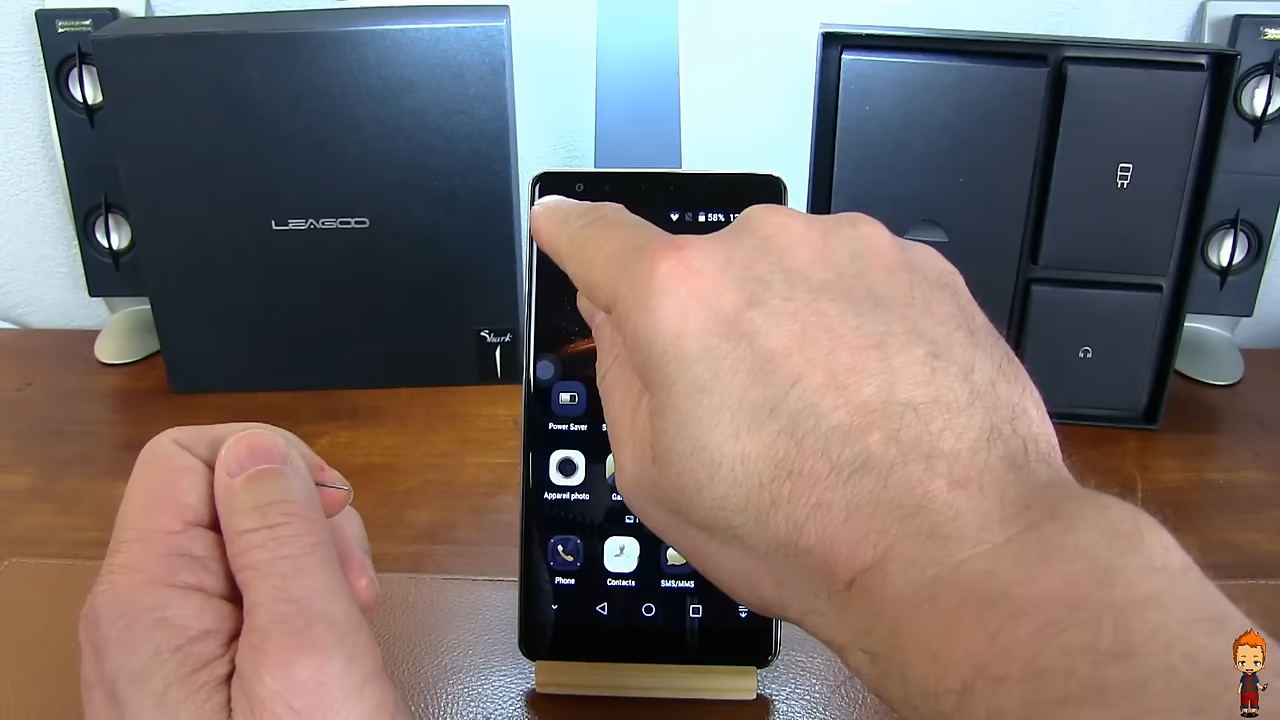 LEAGOO
Shark
1
58%
Power Saver
Appareil photo
Phone
Contacts
SMS/MMS